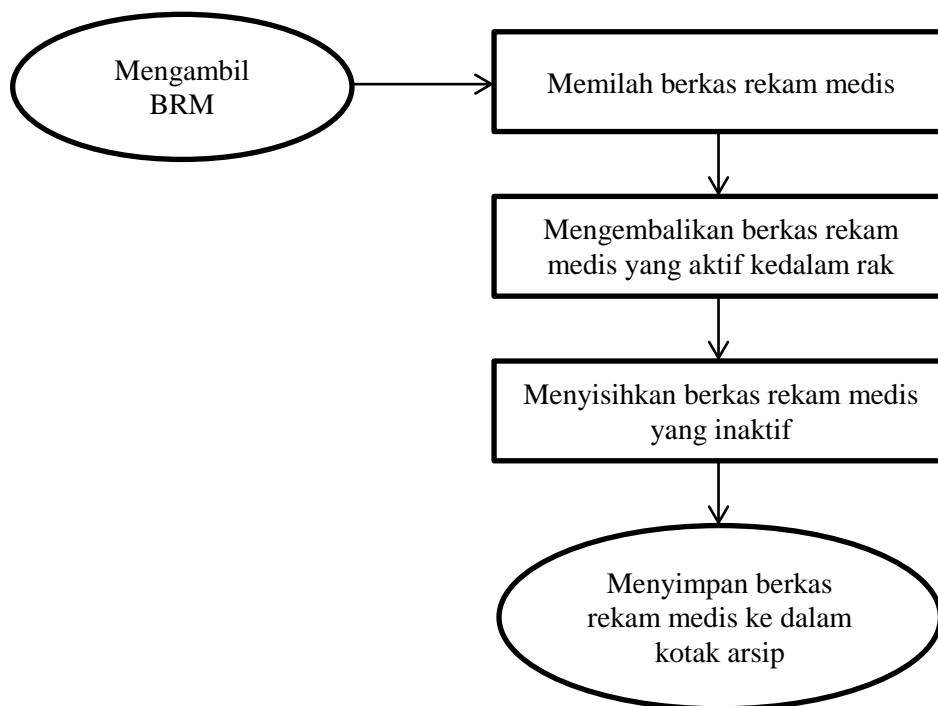 Mengambil
BRM
Memilah berkas rekam medis
Mengembalikan berkas rekam
medis yang aktif kedalam rak
Menyisihkan berkas rekam medis
yang inaktif
Menyimpan berkas
rekam medis ke dalam
kotak arsip